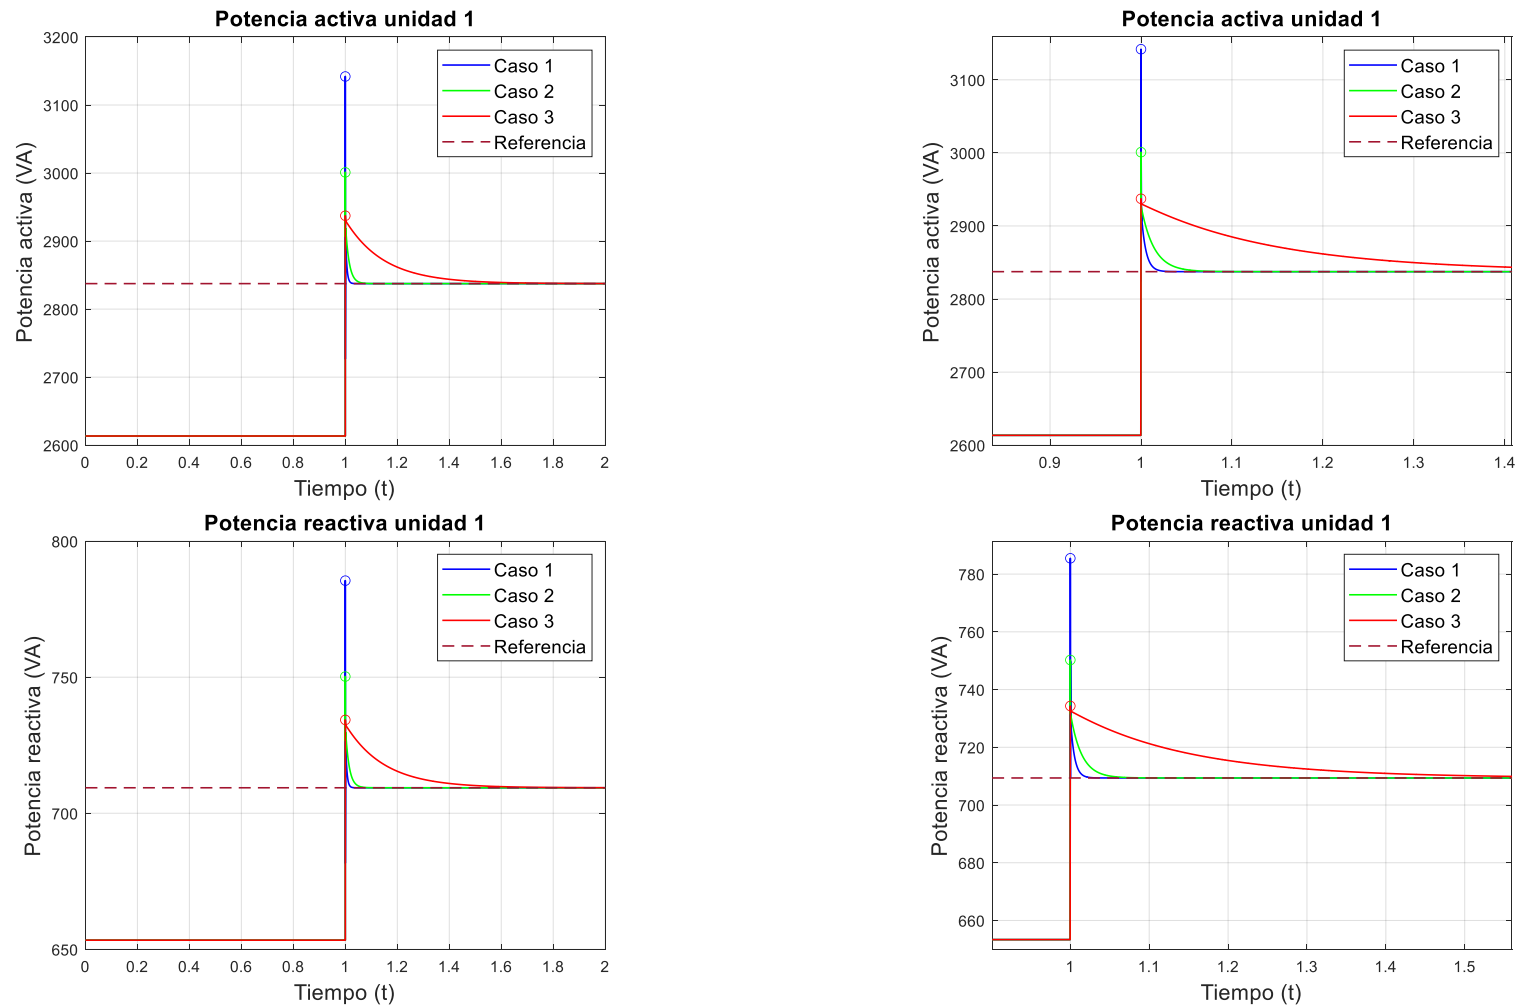 Potencia activa unidad 1
3200
3100
3000
2900
2800
2700
2600
Potencia activa (VA)
Caso 1
Caso 2
Caso 3
Referencia
0 0.2 0.4 0.6 0.8 1 1.2 1.4 1.6 1.8 2
Tiempo (t)
Potencia activa unidad 1
3100
3000
2900
2800
2700
2600
Potencia activa (VA)
Caso 1
Caso 2
Caso 3
Referencia
0.9 1 1.1 1.2 1.3 1.4
Tiempo (t)
Potencia reactiva unidad 1
800
750
700
650
Potencia reactiva (VA)
Caso 1
Caso 2
Caso 3
Referencia
0 0.2 0.4 0.6 0.8 1 1.2 1.4 1.6 1.8 2
Tiempo (t)
Potencia reactiva unidad 1
780
760
740
720
700
680
660
Potencia reactiva (VA)
Caso 1
Caso 2
Caso 3
Referencia
1 1.1 1.2 1.3 1.4 1.5
Tiempo (t)